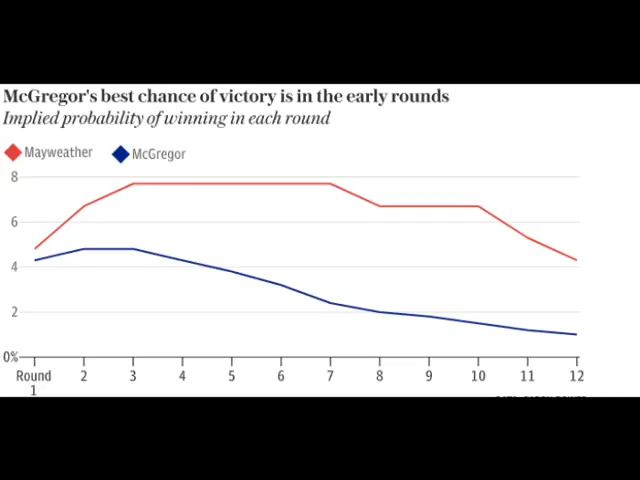 McGregor's best chance of victory is in the early rounds
Implied probability of winning in each round
Mayweather McGregor
8
6
4
2
0%
Round 2 3 4 5 6 7 8 9 10 11 12
1